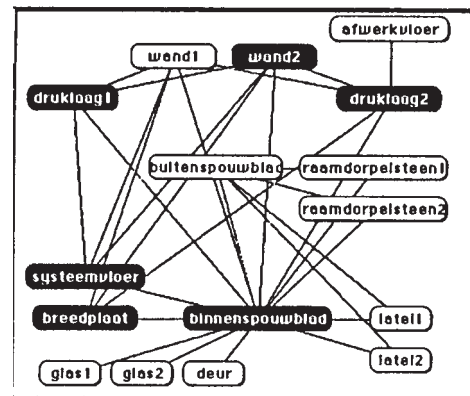 afwerkvloer
wand1
wand2
druklaag1
druklaag2
buitenspouwblad
raamdorpelsteen1
raamdorpelsteen2
systeemvloer
breedplaat
binnenspouwblad
latei1
latei2
glas1
glas2
deur